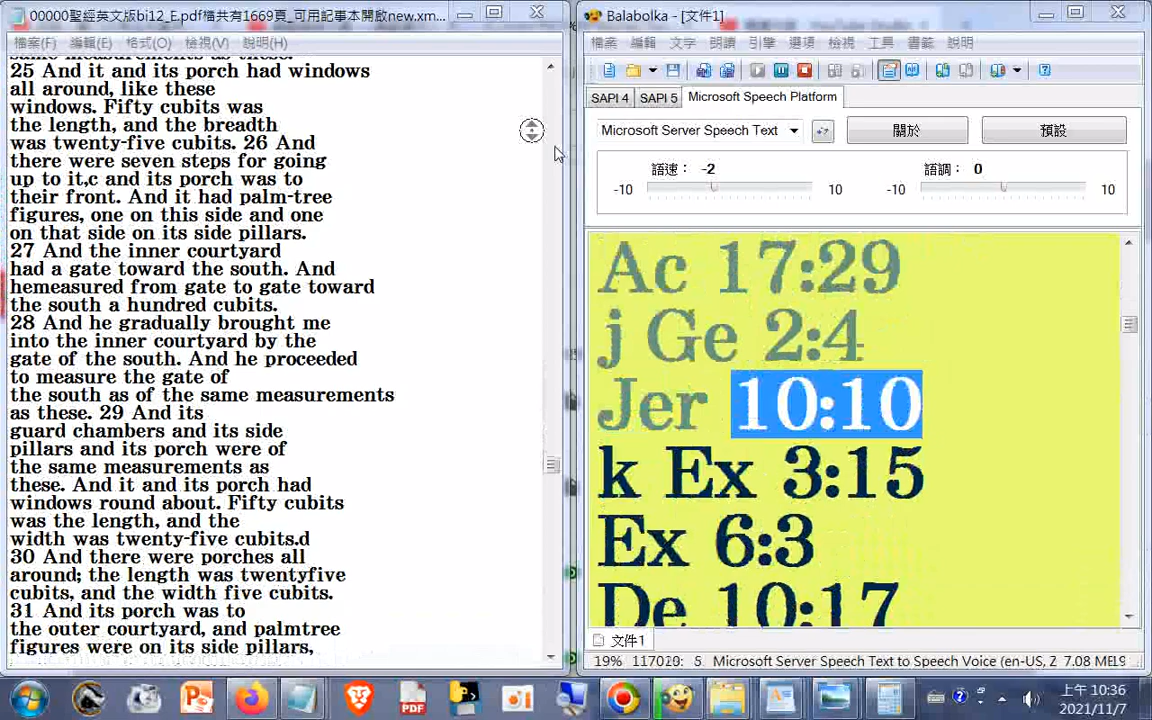 00000聖經英文版bi12_E.pdf檔共有1669頁_可用記事本開啟new.xm...
檔案(F) 編輯(E) 格式(O) 檢視(V) 說明(H)
same measurements as these.
25 And it and its porch had windows
all around, like these
windows. Fifty cubits was
the length, and the breadth
was twenty-five cubits. 26 And
there were seven steps for going
up to it,c and its porch was to
their front. And it had palm-tree
figures, one on this side and one
on that side on its side pillars.
27 And the inner courtyard
had a gate toward the south. And
hemeasured from gate to gate toward
the south a hundred cubits.
28 And he gradually brought me
into the inner courtyard by the
gate of the south. And he proceeded
to measure the gate of
the south as of the same measurements
as these. 29 And its
guard chambers and its side
pillars and its porch were of
the same measurements as
these. And it and its porch had
windows round about. Fifty cubits
was the length, and the
width was twenty-five cubits.d
30 And there were porches all
around; the length was twentyfive
cubits, and the width five cubits.
31 And its porch was to
the outer courtyard, and palmtree
figures were on its side pillars,
Balabolka - [文件1]
檔案 編輯 文字 朗讀 引擎 選項 檢視 工具 書籤 說明
SAPI 4 SAPI 5 Microsoft Speech Platform
Microsoft Server Speech Text 關於 預設
語速： -2 語調： 0
-10 10 -10 10
Ac 17:29
j Ge 2:4
Jer 10:10
k Ex 3:15
Ex 6:3
De 10:17
文件1
19% 117020: 5. Microsoft Server Speech Text to Speech Voice (en-US, Z 7.08 MB
PDF
上午 10:36
2021/11/7